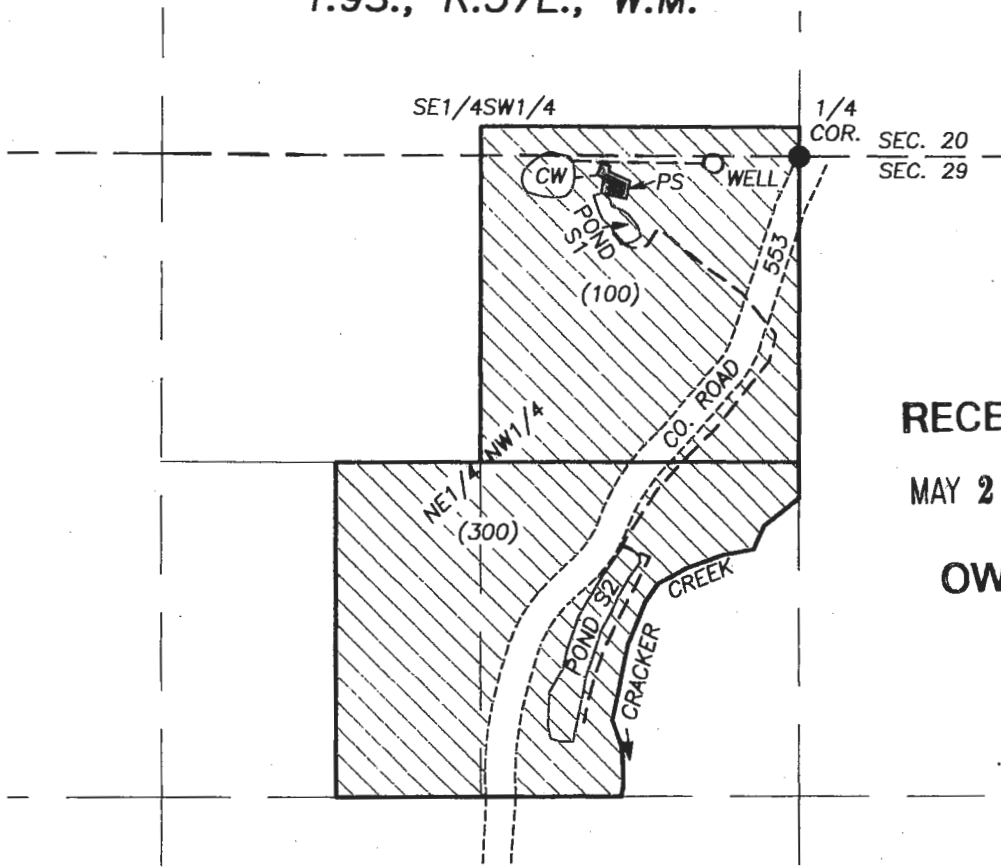 T.9S., R.37E., W.M.
SE1/4SW1/4
1/4
COR.
SEC. 20
SEC. 29
CW
PS
WELL
POND
S1
553
(100)
CO. ROAD
NE1/4 NW1/4
(300)
POND S2
CREEK
CRACKER
RECE
MAY 2
OW